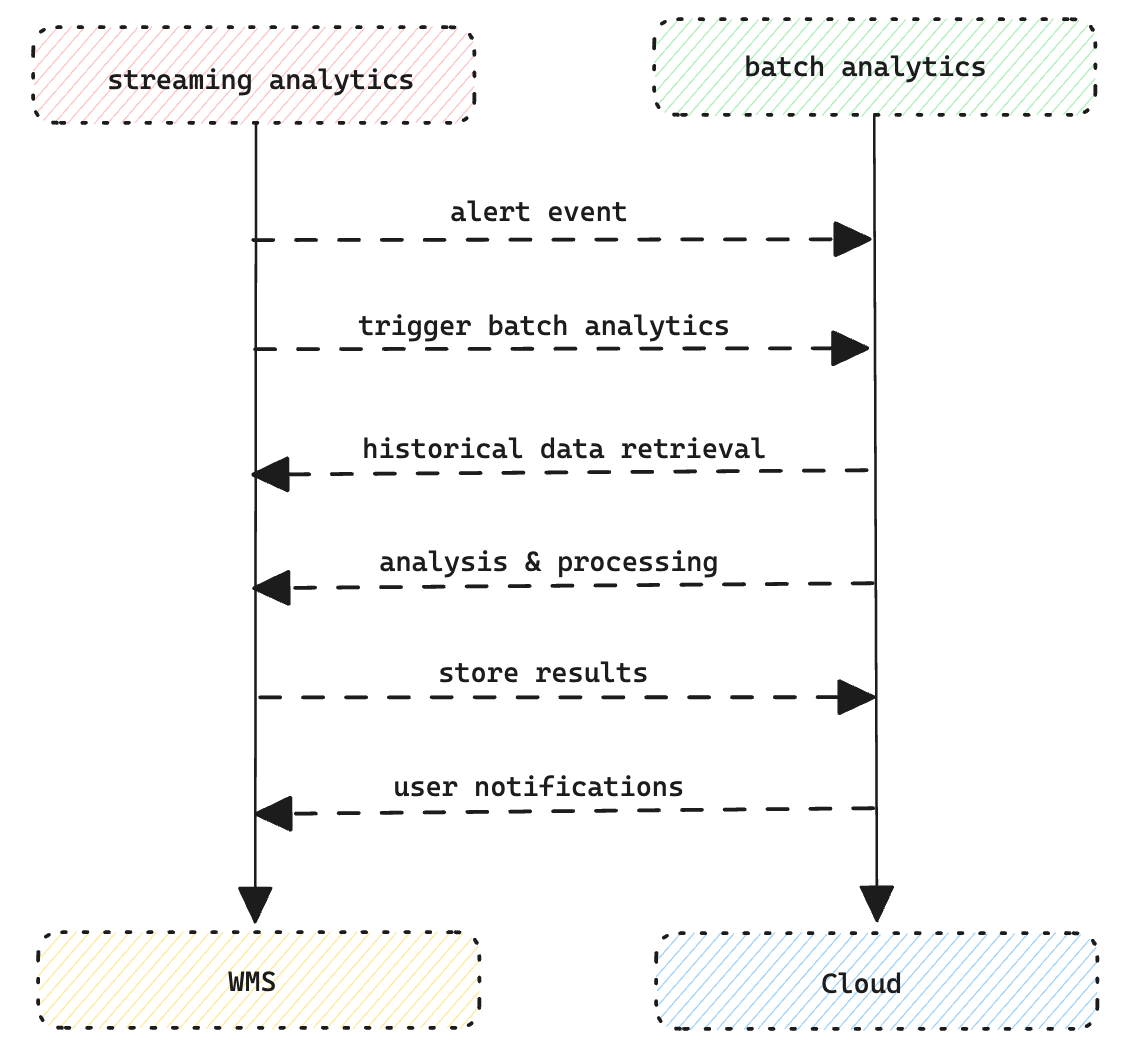 streaming analytics
batch analytics
alert event
trigger batch analytics
historical data retrieval
analysis & processing
store results
user notifications
WMS
Cloud